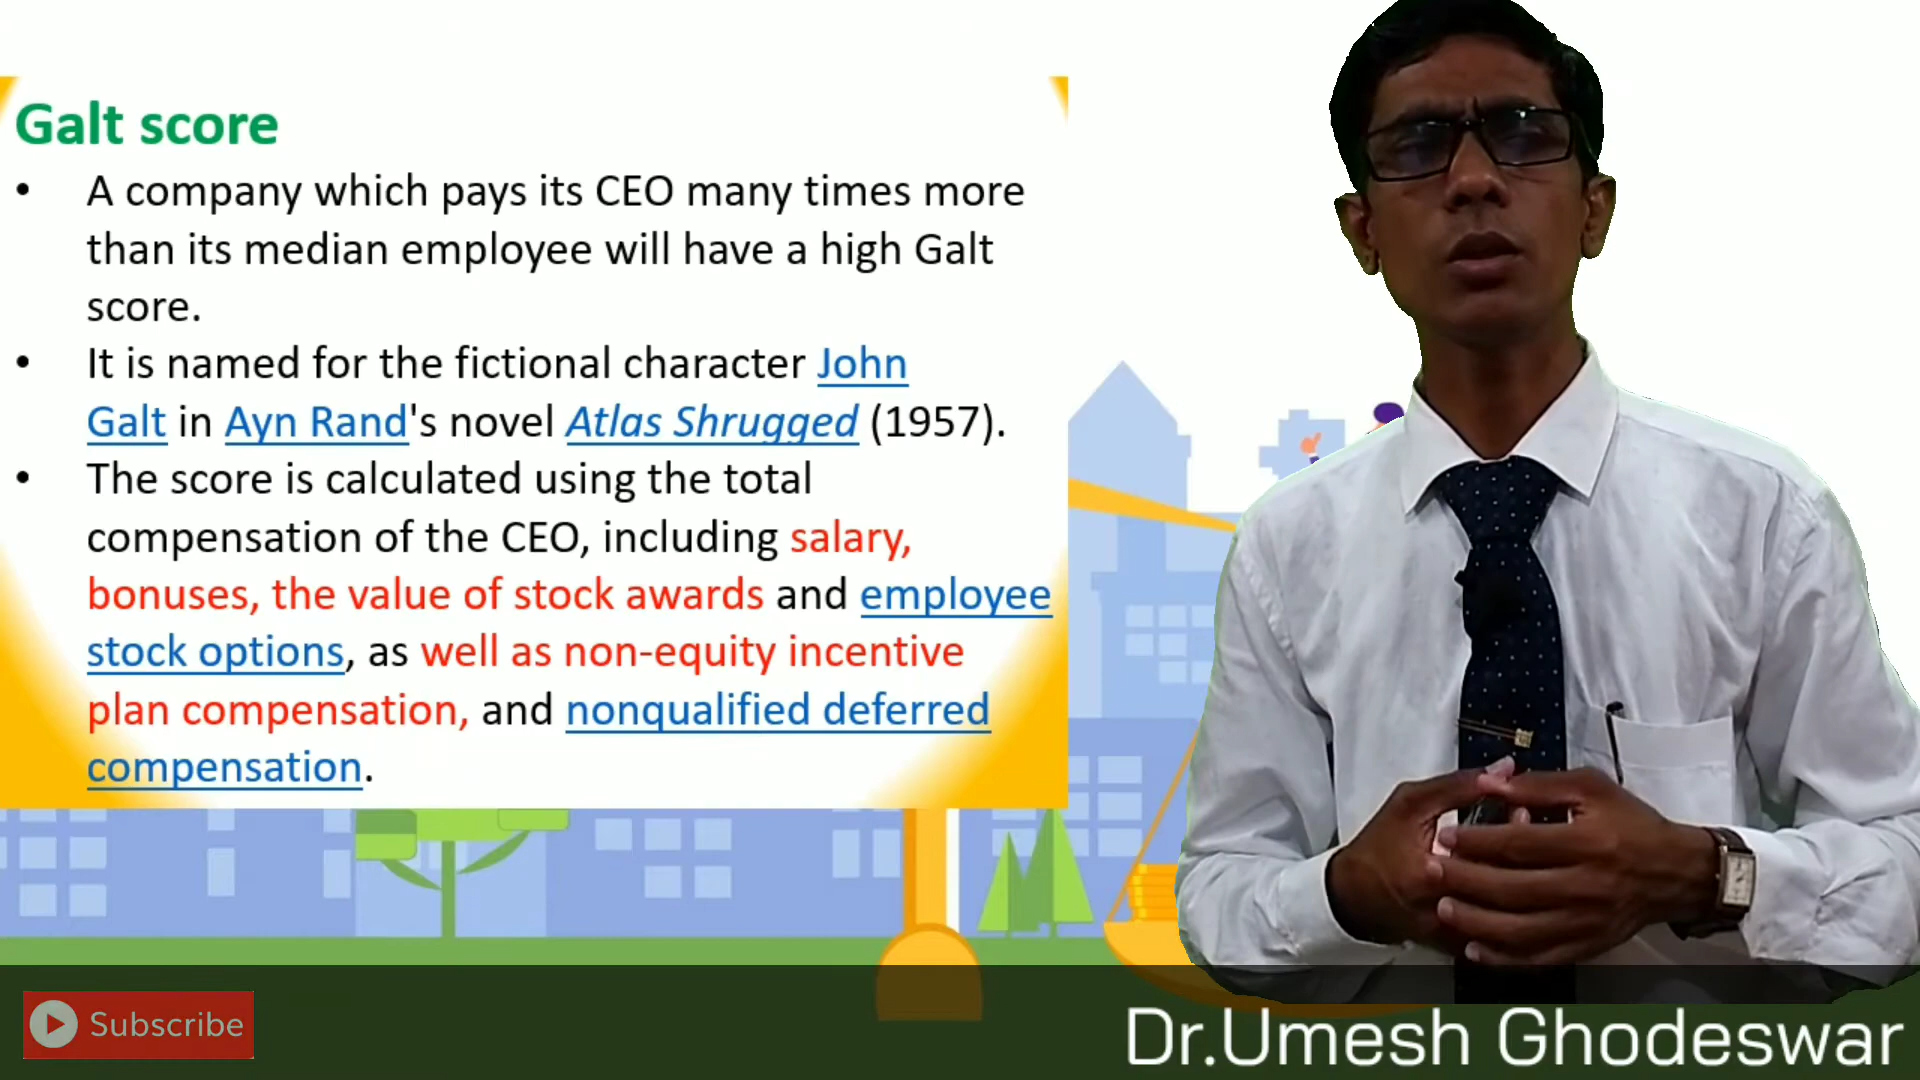 Galt score
• A company which pays its CEO many times more
than its median employee will have a high Galt
score.
• It is named for the fictional character John
Galt in Ayn Rand's novel Atlas Shrugged (1957).
• The score is calculated using the total
compensation of the CEO, including salary,
bonuses, the value of stock awards and employee
stock options, as well as non-equity incentive
plan compensation, and nonqualified deferred
compensation.
Subscribe
Dr.Umesh Ghodeswar